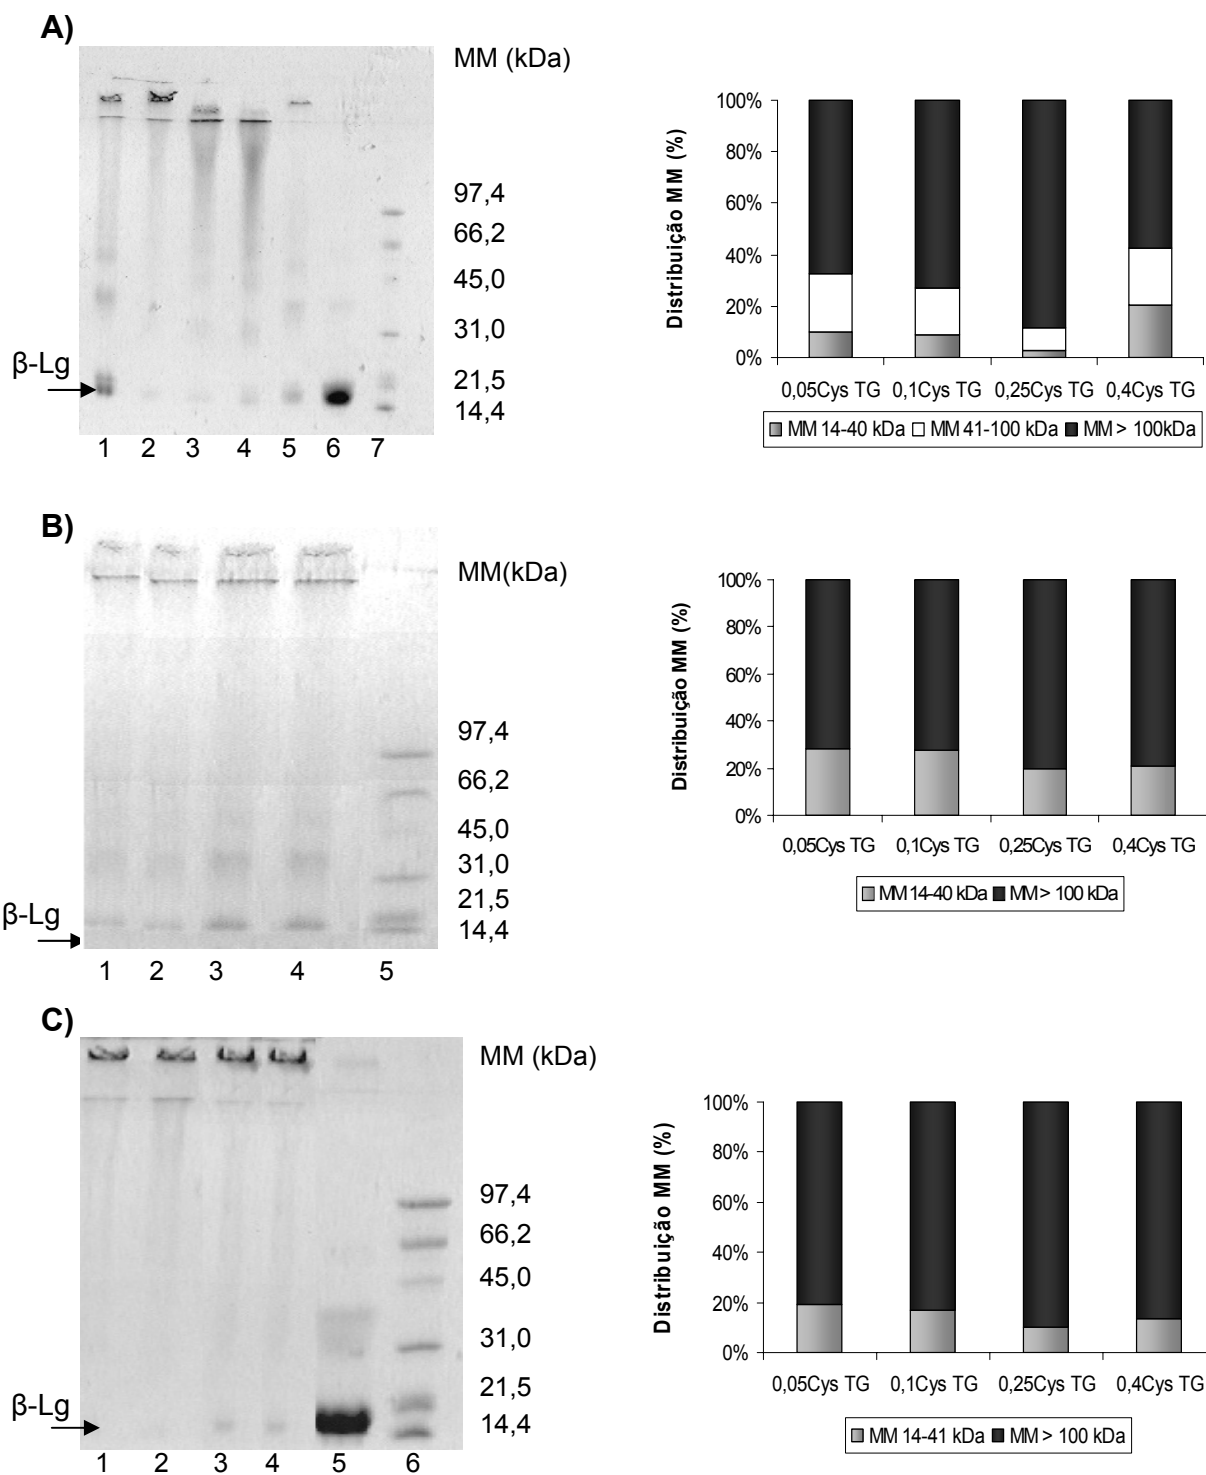 A)
MM (kDa)
97,4
66,2
45,0
31,0
21,5
14,4
β-Lg
1 2 3 4 5 6 7
Distribuição MM (%)
100%
80%
60%
40%
20%
0%
0,05Cys TG 0,1Cys TG 0,25Cys TG 0,4Cys TG
MM 14-40 kDa MM 41-100 kDa MM > 100kDa
B)
MM(kDa)
97,4
66,2
45,0
31,0
21,5
14,4
β-Lg
1 2 3 4 5
Distribuição MM (%)
100%
80%
60%
40%
20%
0%
0,05Cys TG 0,1Cys TG 0,25Cys TG 0,4Cys TG
MM 14-40 kDa MM > 100 kDa
C)
MM (kDa)
97,4
66,2
45,0
31,0
21,5
14,4
β-Lg
1 2 3 4 5 6
Distribuição MM (%)
100%
80%
60%
40%
20%
0%
0,05Cys TG 0,1Cys TG 0,25Cys TG 0,4Cys TG
MM 14-41 kDa MM > 100 kDa